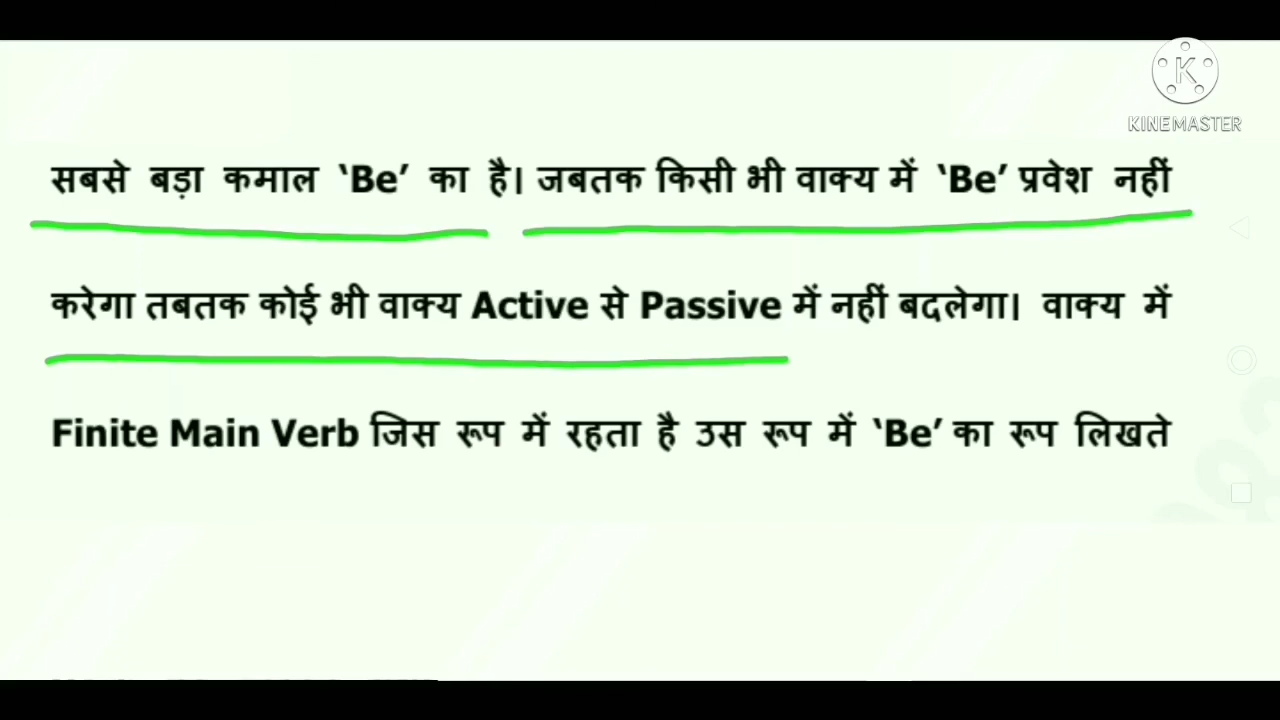 KINEMASTER
सबसे बड़ा कमाल ‘Be’ का है। जबतक किसी भी वाक्य में ‘Be’ प्रवेश नहीं
करेगा तबतक कोई भी वाक्य Active से Passive में नहीं बदलेगा। वाक्य में
Finite Main Verb जिस रूप में रहता है उस रूप में ‘Be’ का रूप लिखते